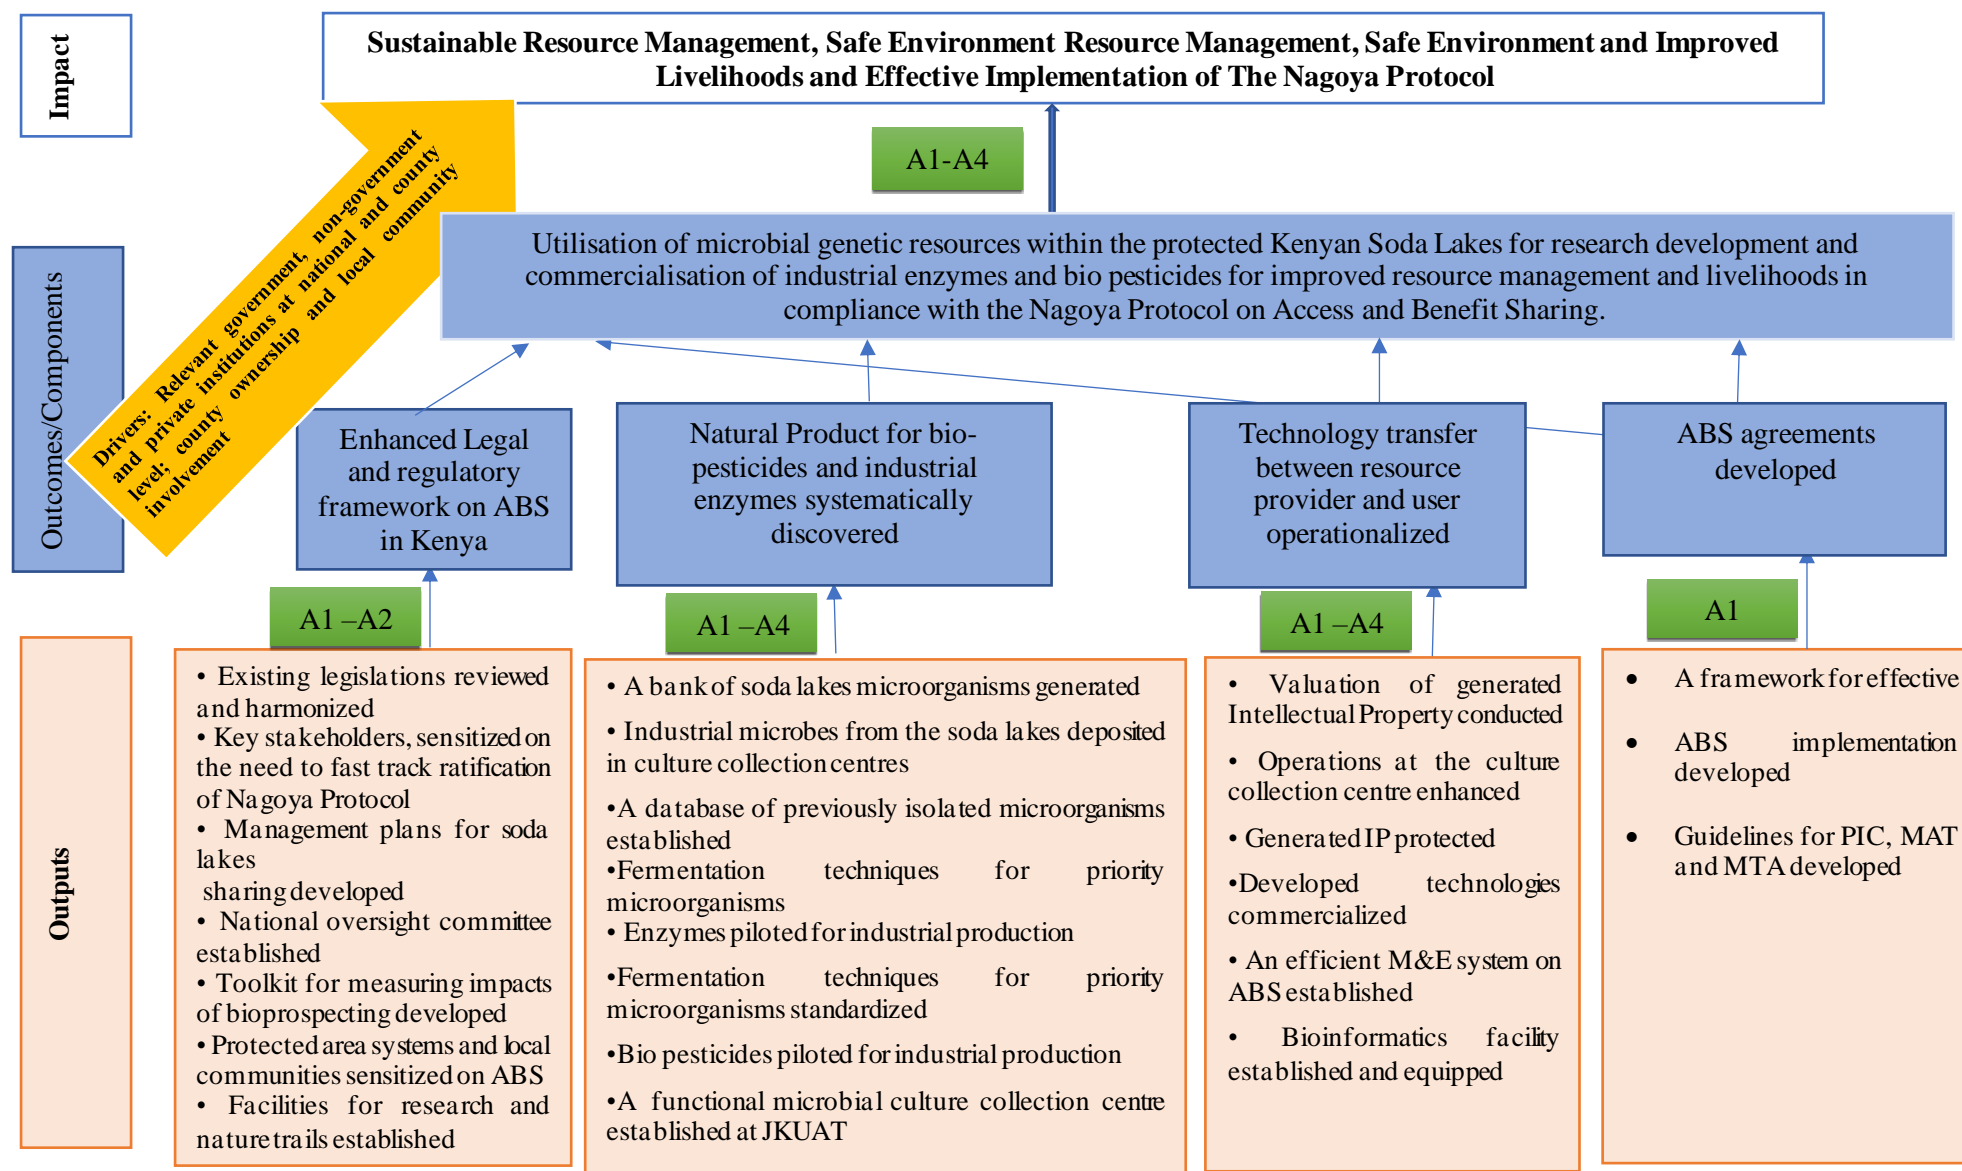 Impact
Sustainable Resource Management, Safe Environment Resource Management, Safe Environment and Improved
Livelihoods and Effective Implementation of The Nagoya Protocol
A1-A4
Drivers: Relevant government, non-government
and private institutions at national and county
level; county ownership and local community
involvement
Outcomes/Components
Utilisation of microbial genetic resources within the protected Kenyan Soda Lakes for research development and
commercialisation of industrial enzymes and bio pesticides for improved resource management and livelihoods in
compliance with the Nagoya Protocol on Access and Benefit Sharing.
Enhanced Legal
and regulatory
framework on ABS
in Kenya
Natural Product for bio-
pesticides and industrial
enzymes systematically
discovered
Technology transfer
between resource
provider and user
operationalized
ABS agreements
developed
A1 –A2
A1 –A4
A1 –A4
A1
Outputs
• Existing legislations reviewed
and harmonized
• Key stakeholders, sensitized on
the need to fast track ratification
of Nagoya Protocol
• Management plans for soda
lakes
sharing developed
• National oversight committee
established
• Toolkit for measuring impacts
of bioprospecting developed
• Protected area systems and local
communities sensitized on ABS
• Facilities for research and
nature trails established
• A bank of soda lakes microorganisms generated
• Industrial microbes from the soda lakes deposited
in culture collection centres
•A database of previously isolated microorganisms
established
•Fermentation techniques for priority
microorganisms
• Enzymes piloted for industrial production
•Fermentation techniques for priority
microorganisms standardized
•Bio pesticides piloted for industrial production
•A functional microbial culture collection centre
established at JKUAT
• Valuation of generated
Intellectual Property conducted
• Operations at the culture
collection centre enhanced
• Generated IP protected
•Developed technologies
commercialized
• An efficient M&E system on
ABS established
• Bioinformatics facility
established and equipped
• A framework for effective
• ABS implementation
developed
• Guidelines for PIC, MAT
and MTA developed